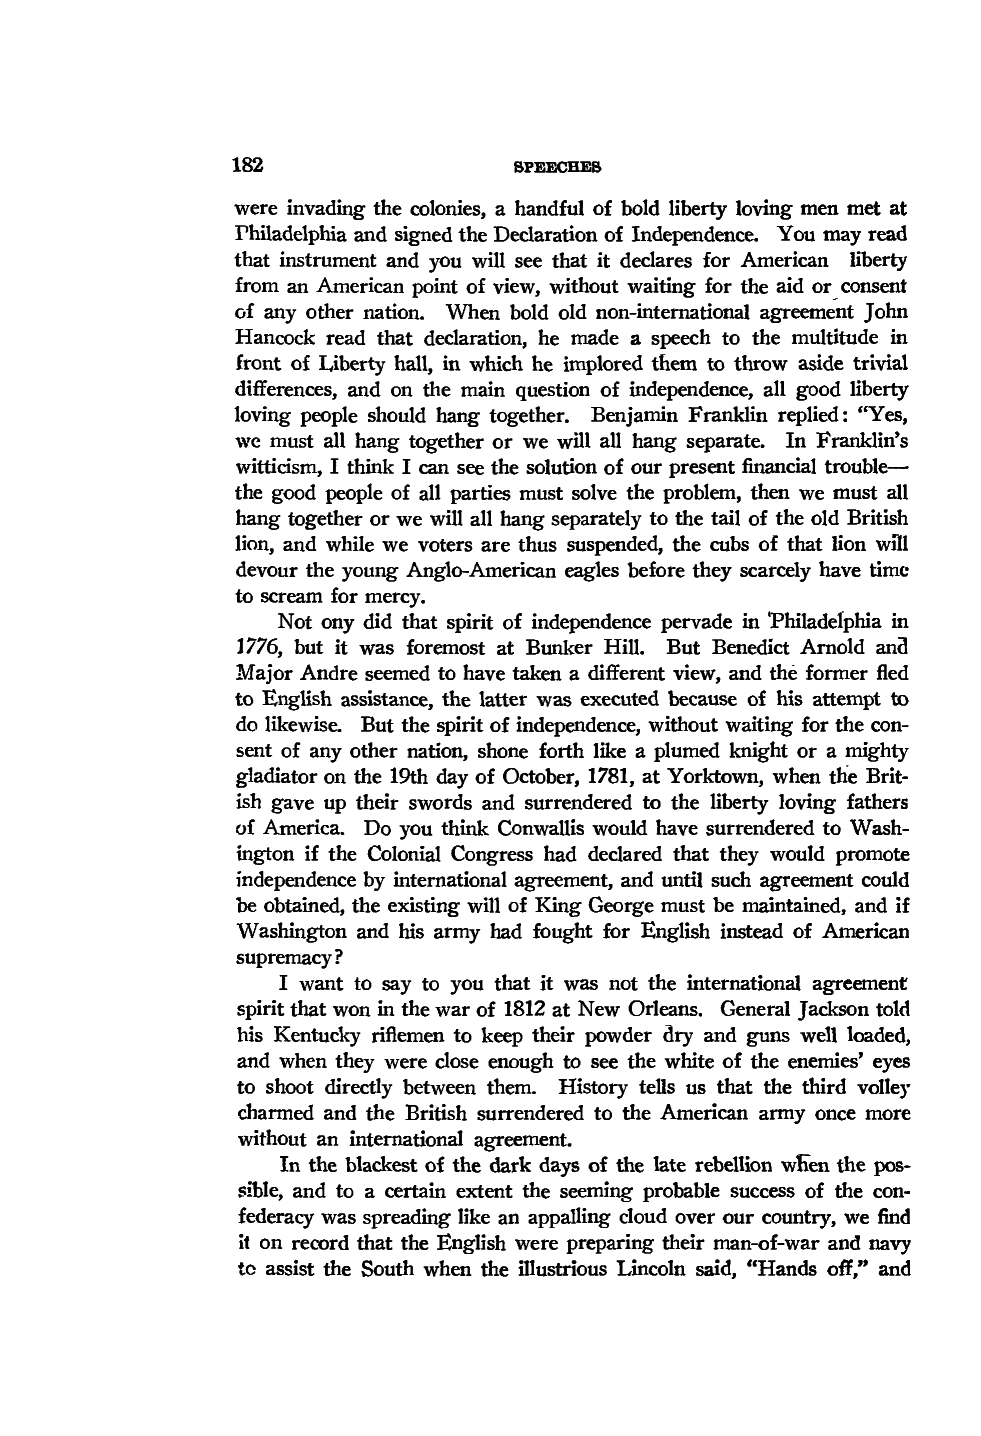 182 SPEECHES
were invading the colonies, a handful of bold liberty loving men met at
Philadelphia and signed the Declaration of Independence. You may read
that instrument and you will see that it declares for American liberty
from an American point of view, without waiting for the aid or consent
of any other nation. When bold old non-international agreement John
Hancock read that declaration, he made a speech to the multitude in
front of Liberty hall, in which he implored them to throw aside trivial
differences, and on the main question of independence, all good liberty
loving people should hang together. Benjamin Franklin replied: “Yes,
we must all hang together or we will all hang separate. In Franklin’s
witticism, I think I can see the solution of our present financial trouble—
the good people of all parties must solve the problem, then we must all
hang together or we will all hang separately to the tail of the old British
lion, and while we voters are thus suspended, the cubs of that lion will
devour the young Anglo-American eagles before they scarcely have time
to scream for mercy.
Not ony did that spirit of independence pervade in Philadelphia in
1776, but it was foremost at Bunker Hill. But Benedict Arnold and
Major Andre seemed to have taken a different view, and the former fled
to English assistance, the latter was executed because of his attempt to
do likewise. But the spirit of independence, without waiting for the con-
sent of any other nation, shone forth like a plumed knight or a mighty
gladiator on the 19th day of October, 1781, at Yorktown, when the Brit-
ish gave up their swords and surrendered to the liberty loving fathers
of America. Do you think Conwallis would have surrendered to Wash-
ington if the Colonial Congress had declared that they would promote
independence by international agreement, and until such agreement could
be obtained, the existing will of King George must be maintained, and if
Washington and his army had fought for English instead of American
supremacy?
I want to say to you that it was not the international agreement
spirit that won in the war of 1812 at New Orleans. General Jackson told
his Kentucky riflemen to keep their powder dry and guns well loaded,
and when they were close enough to see the white of the enemies’ eyes
to shoot directly between them. History tells us that the third volley
charmed and the British surrendered to the American army once more
without an international agreement.
In the blackest of the dark days of the late rebellion when the pos-
sible, and to a certain extent the seeming probable success of the con-
federacy was spreading like an appalling cloud over our country, we find
it on record that the English were preparing their man-of-war and navy
to assist the South when the illustrious Lincoln said, “Hands off,” and